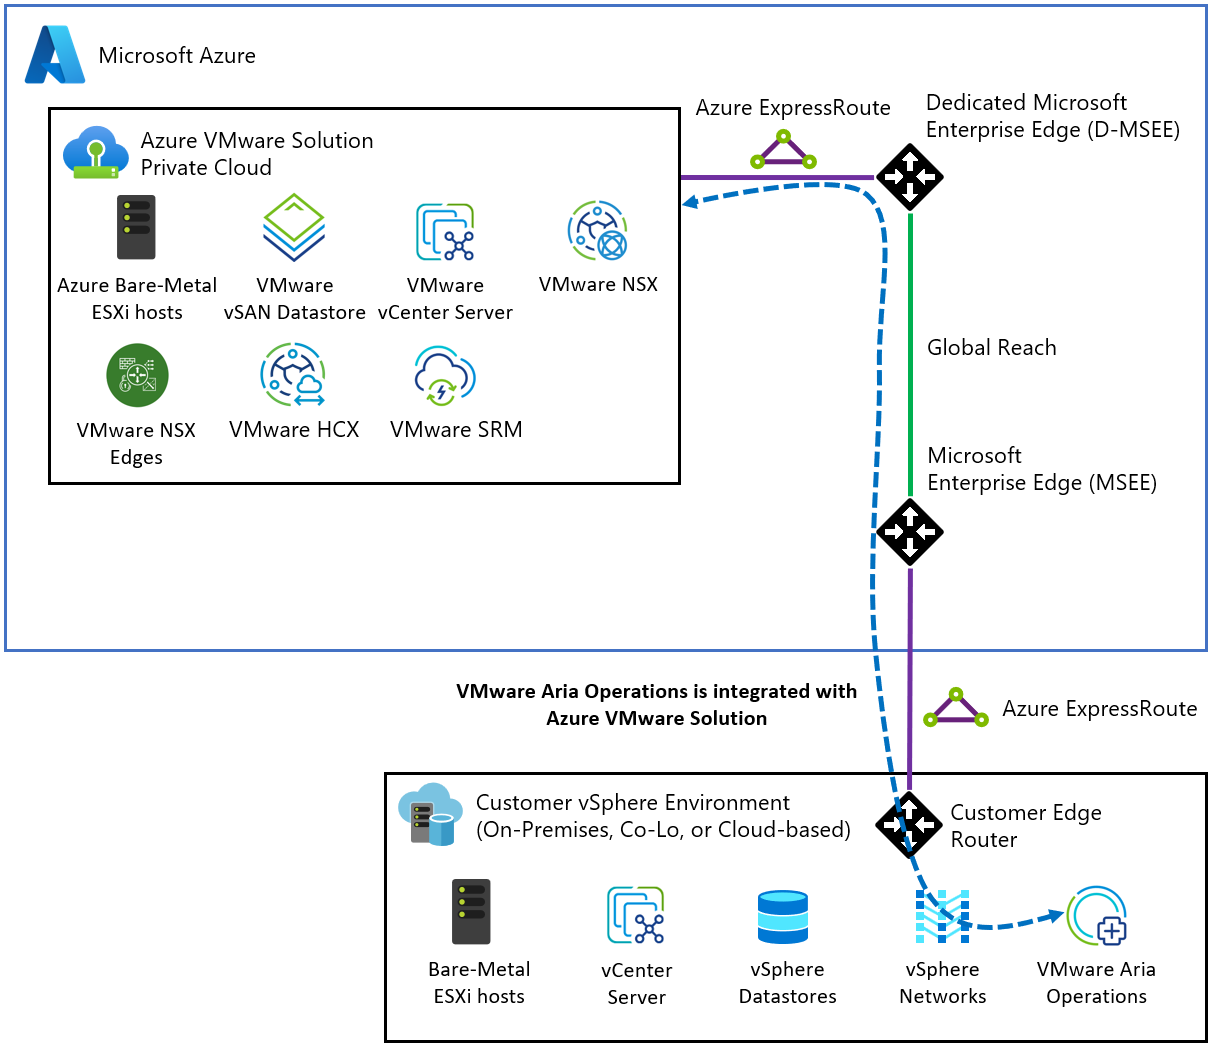 Microsoft Azure
Azure VMware Solution
Private Cloud
Azure Bare-Metal
ESXi hosts
VMware
vSAN Datastore
VMware
vCenter Server
VMware NSX
VMware NSX
Edges
VMware HCX
VMware SRM
Azure ExpressRoute
Dedicated Microsoft
Enterprise Edge (D-MSEE)
Global Reach
Microsoft
Enterprise Edge (MSEE)
VMware Aria Operations is integrated with
Azure VMware Solution
Azure ExpressRoute
Customer vSphere Environment
(On-Premises, Co-Lo, or Cloud-based)
Customer Edge
Router
Bare-Metal
ESXi hosts
vCenter
Server
vSphere
Datastores
vSphere
Networks
VMware Aria
Operations